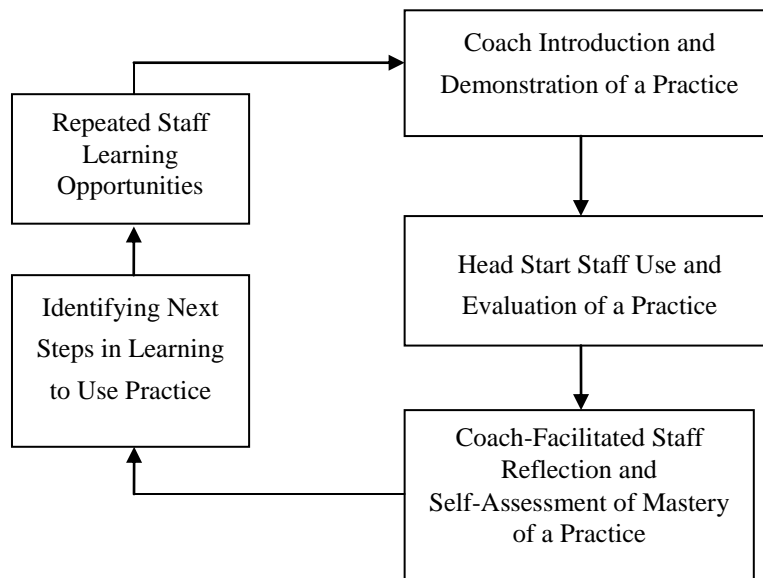 Coach Introduction and
Demonstration of a Practice
Repeated Staff
Learning
Opportunities
Head Start Staff Use and
Evaluation of a Practice
Identifying Next
Steps in Learning
to Use Practice
Coach-Facilitated Staff
Reflection and
Self-Assessment of Mastery
of a Practice